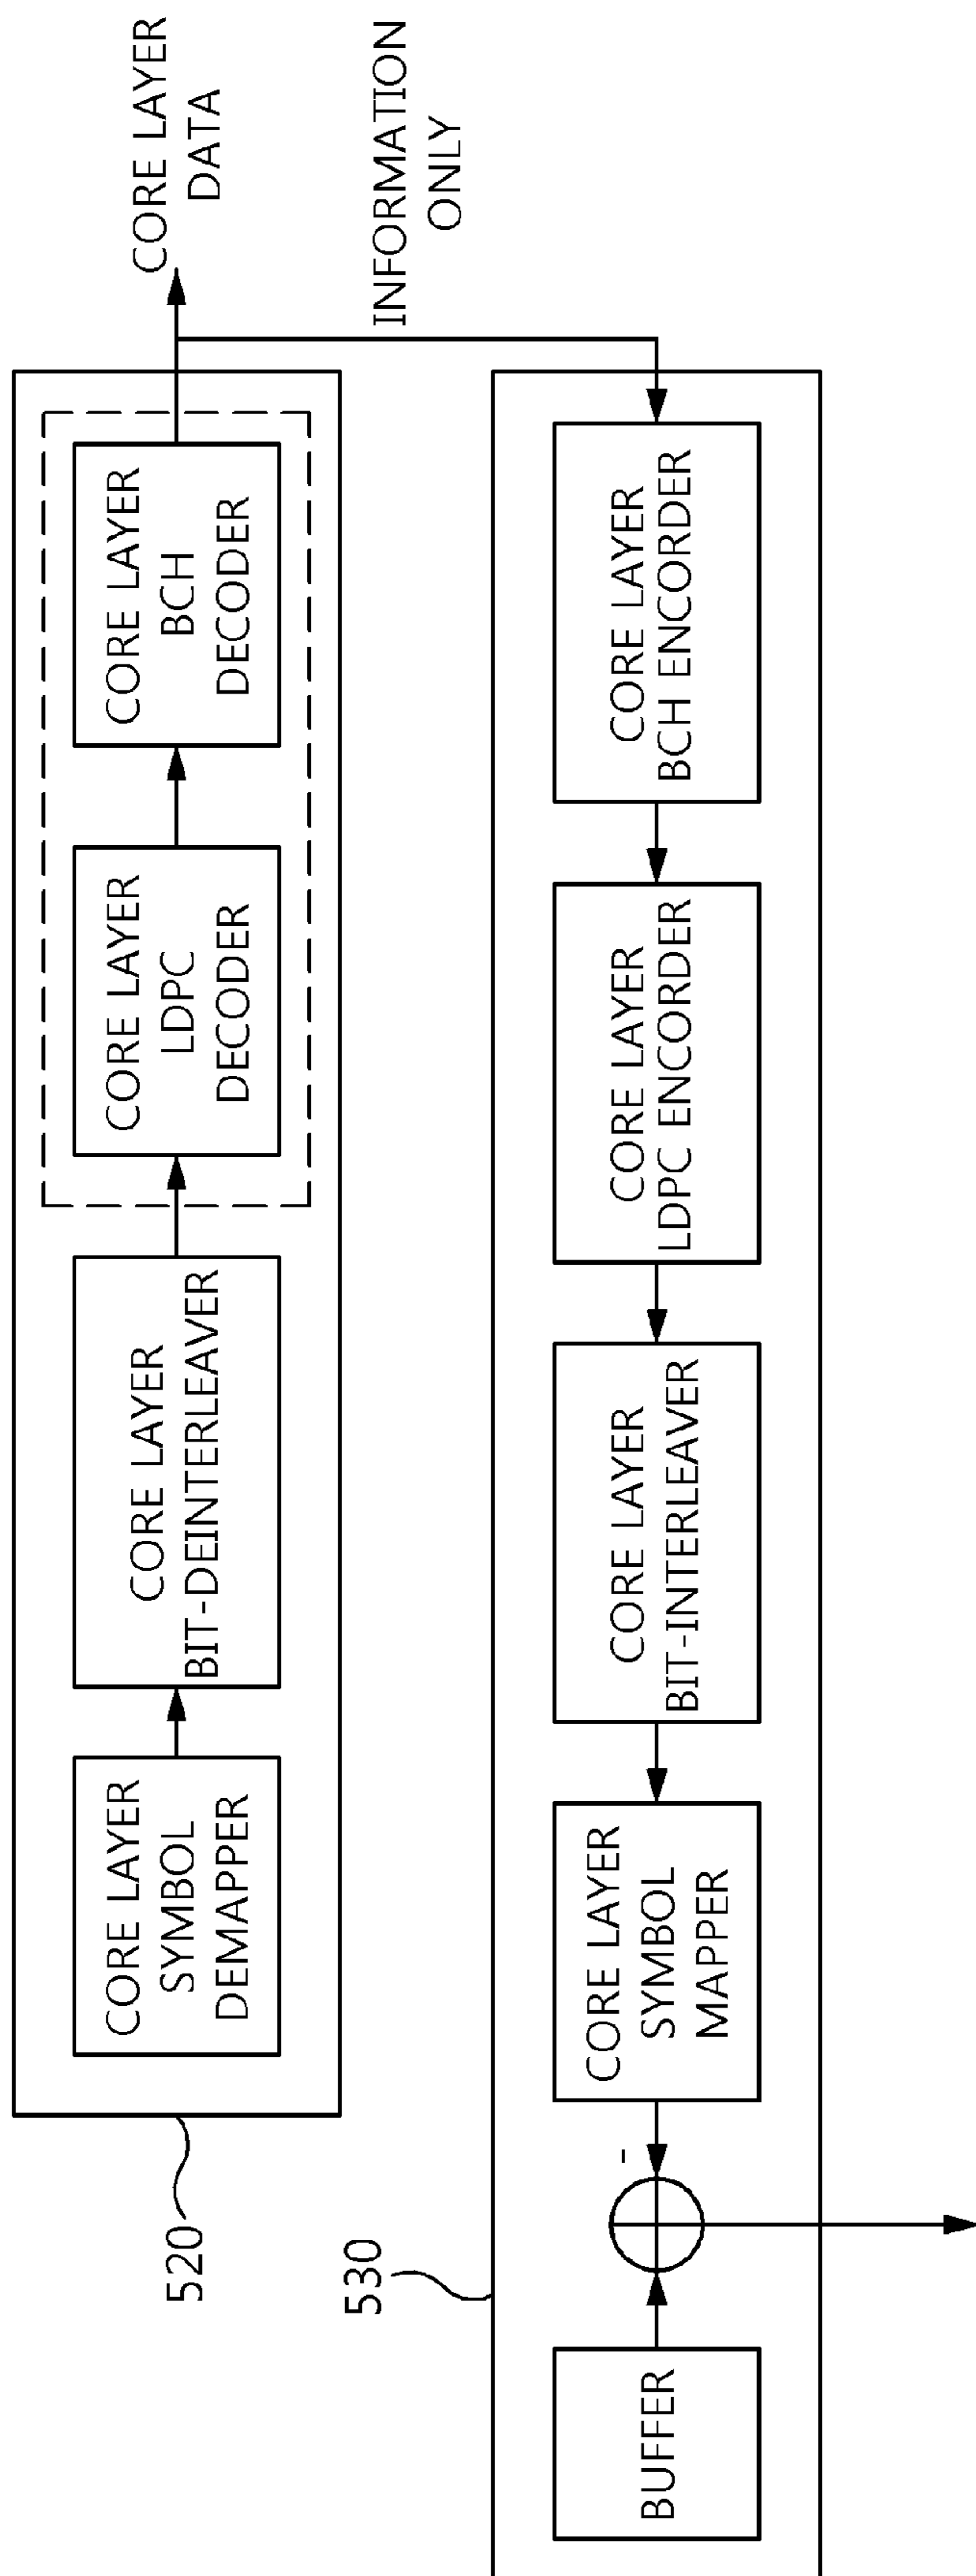 520
CORE LAYER
SYMBOL
DEMAPPER
CORE LAYER
BIT-DEINTERLEAVER
CORE LAYER
LDPC
DECODER
CORE LAYER
BCH
DECODER
CORE LAYER
DATA
INFORMATION
ONLY
530
BUFFER
-
CORE LAYER
SYMBOL
MAPPER
CORE LAYER
BIT-INTERLEAVER
CORE LAYER
LDPC ENCORDER
CORE LAYER
BCH ENCORDER